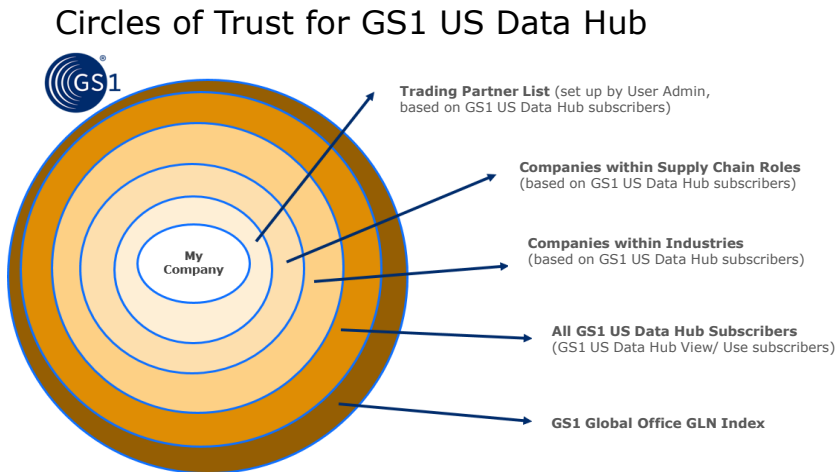 Circles of Trust for GS1 US Data Hub
GS1
®
Trading Partner List (set up by User Admin,
based on GS1 US Data Hub subscribers)
Companies within Supply Chain Roles
(based on GS1 US Data Hub subscribers)
My
Company
Companies within Industries
(based on GS1 US Data Hub subscribers)
All GS1 US Data Hub Subscribers
(GS1 US Data Hub View/ Use subscribers)
GS1 Global Office GLN Index